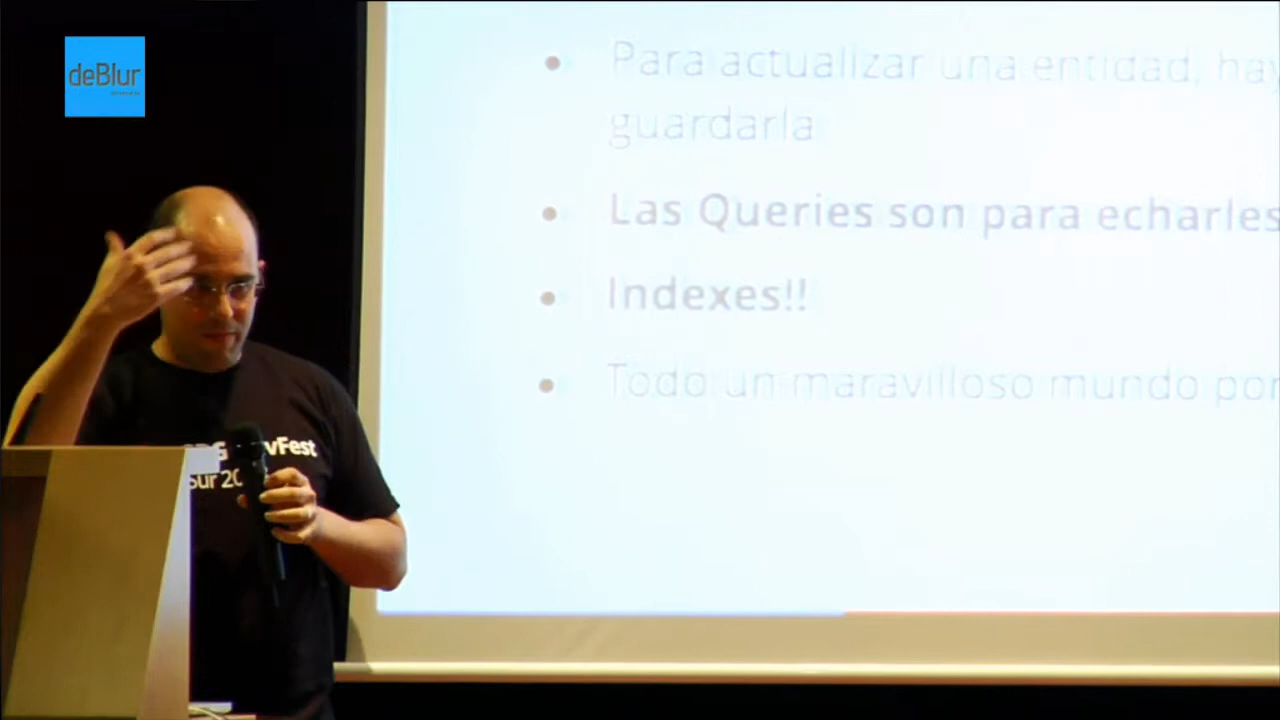 deBlur
Para actualizar una entidad, hay
guardarla
Las Queries son para echarles
Indexes!!
Todo un maravilloso mundo por
vFest
Sur 20